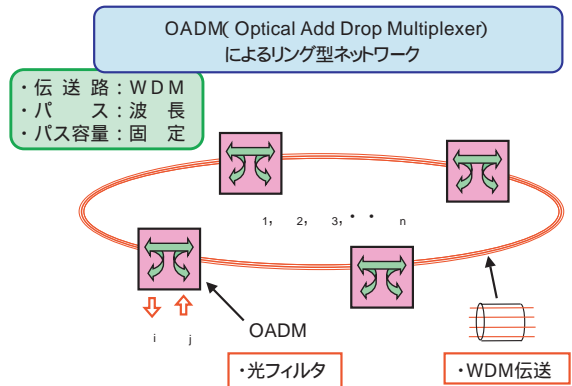 OADM( Optical Add Drop Multiplexer)
によるリング型ネットワーク
・伝 送 路：WDM
・パ　　ス：波　長
・パス容量：固　定
1, 2, 3,・・ n
i j
OADM
・光フィルタ
・WDM伝送